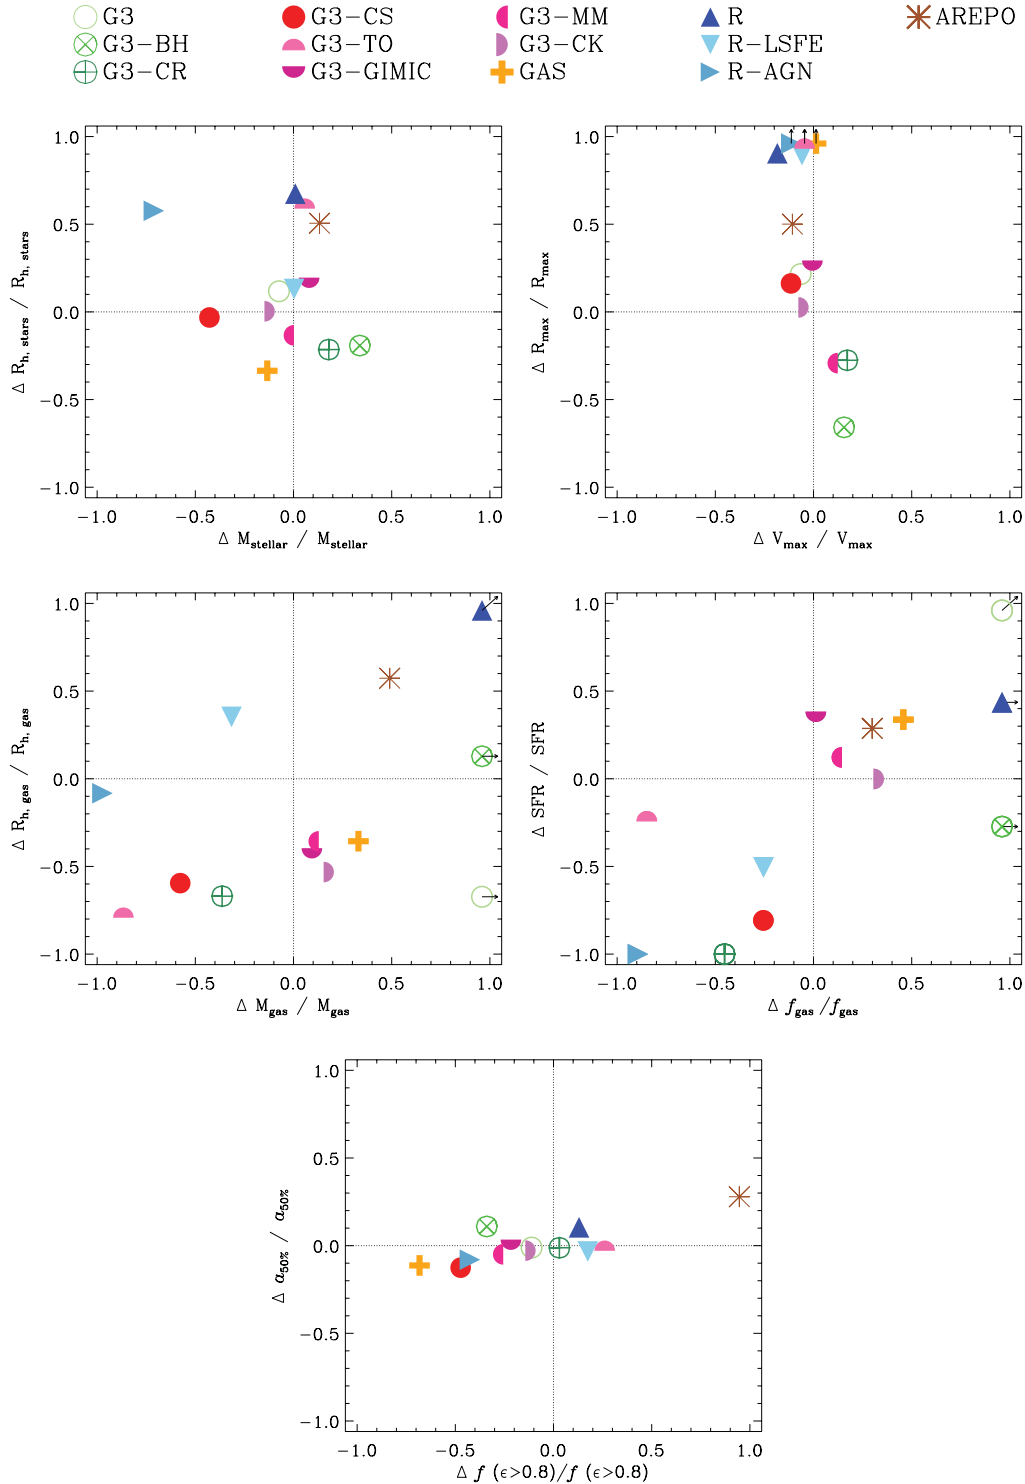 G3 G3-CS G3-MM R AREPO
G3-BH G3-TO G3-CK R-LSFE
G3-CR G3-GIMIC GAS R-AGN
1.0
0.5
0.0
-0.5
-1.0
Δ R_h, stars / R_h, stars
-1.0 -0.5 0.0 0.5 1.0
Δ M_stellar / M_stellar
1.0
0.5
0.0
-0.5
-1.0
Δ R_max / R_max
-1.0 -0.5 0.0 0.5 1.0
Δ V_max / V_max
1.0
0.5
0.0
-0.5
-1.0
Δ R_h, gas / R_h, gas
-1.0 -0.5 0.0 0.5 1.0
Δ M_gas / M_gas
1.0
0.5
0.0
-0.5
-1.0
Δ SFR / SFR
-1.0 -0.5 0.0 0.5 1.0
Δ f_gas / f_gas
1.0
0.5
0.0
-0.5
-1.0
Δ a_50% / a_50%
-1.0 -0.5 0.0 0.5 1.0
Δ f (ϵ>0.8)/f (ϵ>0.8)